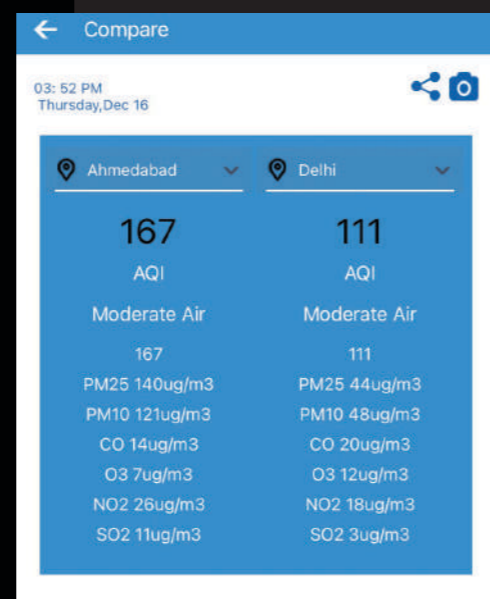 Compare
03: 52 PM
Thursday,Dec 16
Ahmedabad
Delhi
167
111
AQI
AQI
Moderate Air
Moderate Air
167
111
PM25 140ug/m3
PM25 44ug/m3
PM10 121ug/m3
PM10 48ug/m3
CO 14ug/m3
CO 20ug/m3
O3 7ug/m3
O3 12ug/m3
NO2 26ug/m3
NO2 18ug/m3
SO2 11ug/m3
SO2 3ug/m3